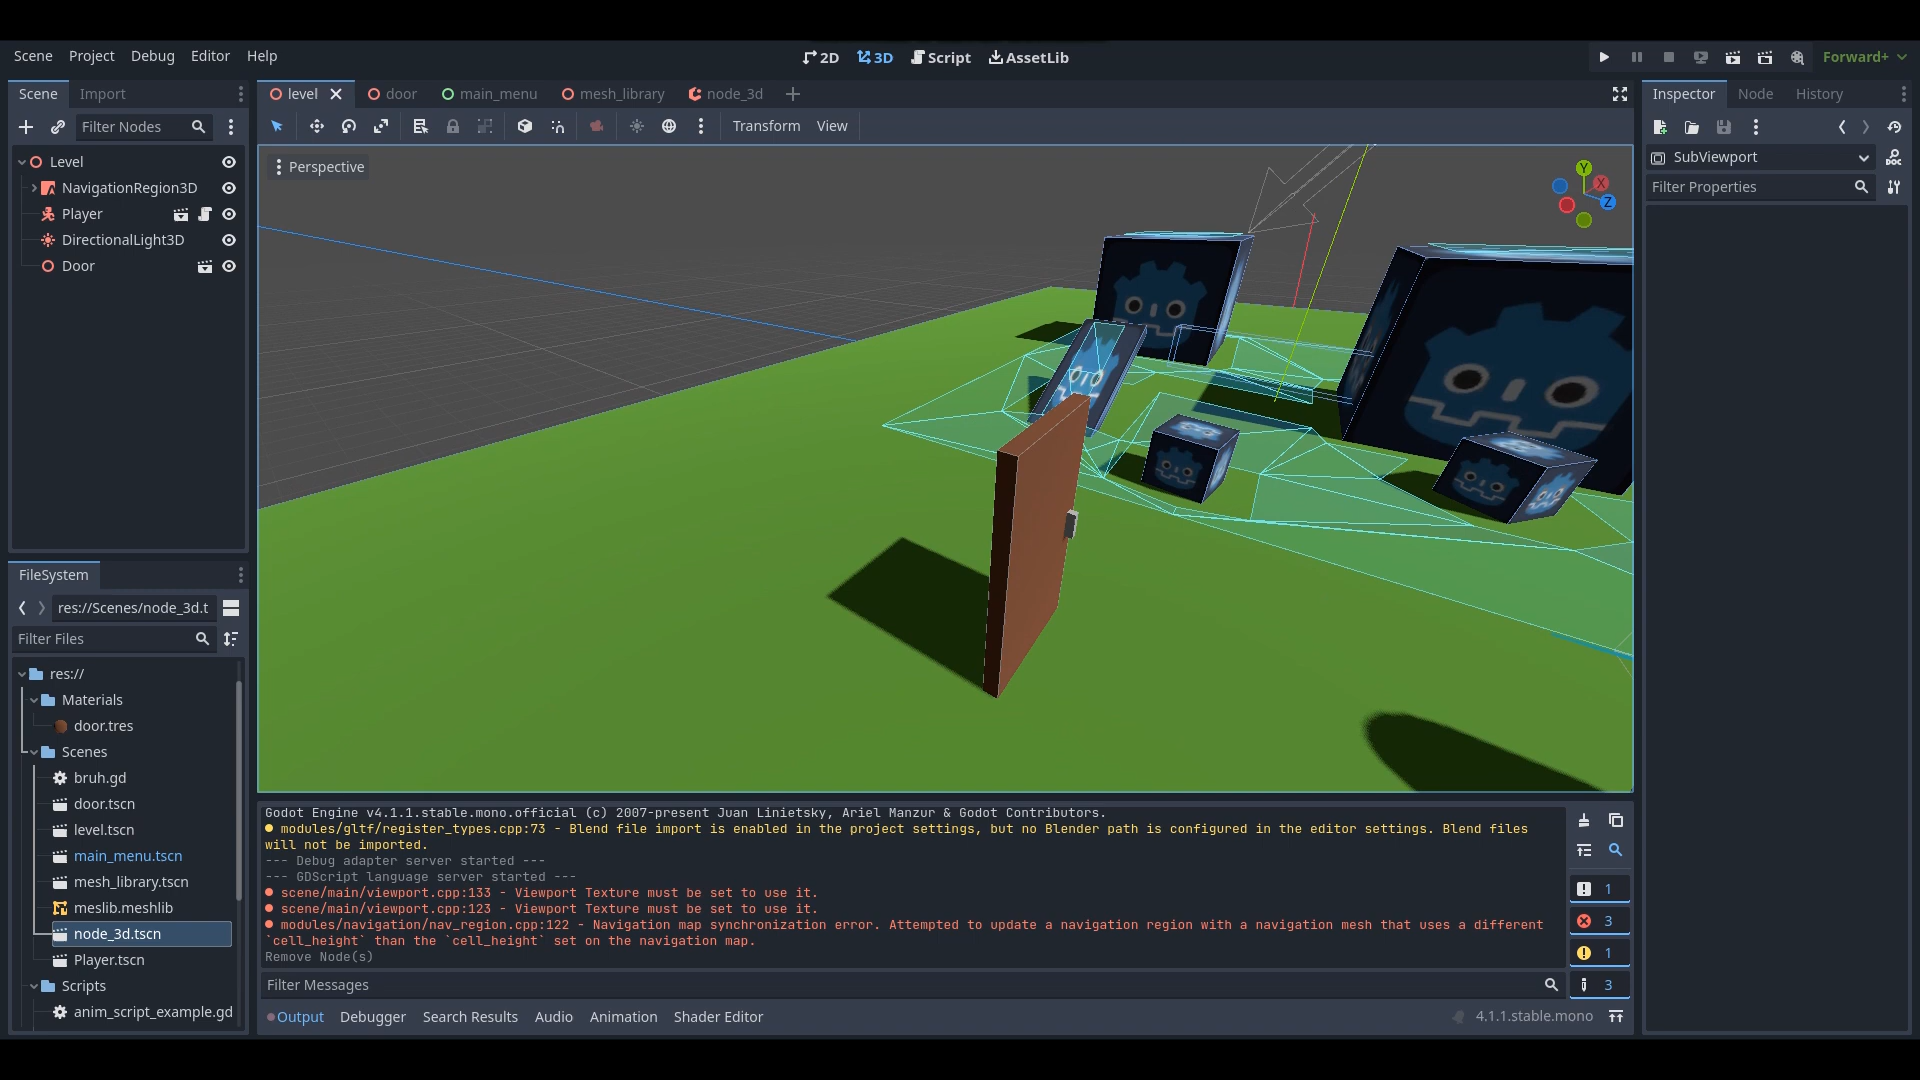 Scene Project Debug Editor Help
2D 3D Script AssetLib
Forward+
Scene Import
level door main_menu mesh_library node_3d
Inspector Node History
Filter Nodes
Transform View
Level
NavigationRegion3D
Player
DirectionalLight3D
Door
Perspective
Y
X
Z
SubViewport
Filter Properties
FileSystem
res://Scenes/node_3d.t
Filter Files
res://
Materials
door.tres
Scenes
bruh.gd
door.tscn
level.tscn
main_menu.tscn
mesh_library.tscn
meslib.meshlib
node_3d.tscn
Player.tscn
Scripts
anim_script_example.gd
Godot Engine v4.1.1.stable.mono.official (c) 2007-present Juan Linietsky, Ariel Manzur & Godot Contributors.
modules/gltf/register_types.cpp:73 - Blend file import is enabled in the project settings, but no Blender path is configured in the editor settings. Blend files
will not be imported.
--- Debug adapter server started ---
--- GDScript language server started ---
scene/main/viewport.cpp:133 - Viewport Texture must be set to use it.
scene/main/viewport.cpp:123 - Viewport Texture must be set to use it.
modules/navigation/nav_region.cpp:122 - Navigation map synchronization error. Attempted to update a navigation region with a navigation mesh that uses a different
`cell_height` than the `cell_height` set on the navigation map.
Remove Node(s)
1
3
1
3
Filter Messages
Output Debugger Search Results Audio Animation Shader Editor
4.1.1.stable.mono